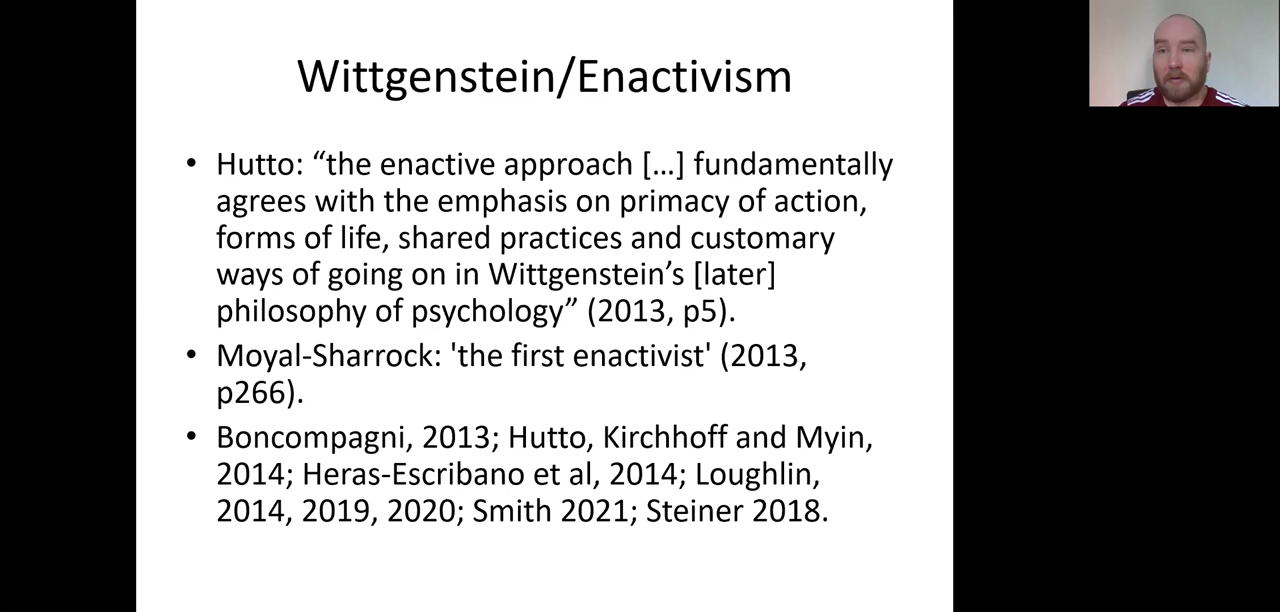 Wittgenstein/Enactivism
• Hutto: “the enactive approach […] fundamentally
agrees with the emphasis on primacy of action,
forms of life, shared practices and customary
ways of going on in Wittgenstein’s [later]
philosophy of psychology” (2013, p5).
• Moyal-Sharrock: 'the first enactivist' (2013,
p266).
• Boncompagni, 2013; Hutto, Kirchhoff and Myin,
2014; Heras-Escribano et al, 2014; Loughlin,
2014, 2019, 2020; Smith 2021; Steiner 2018.